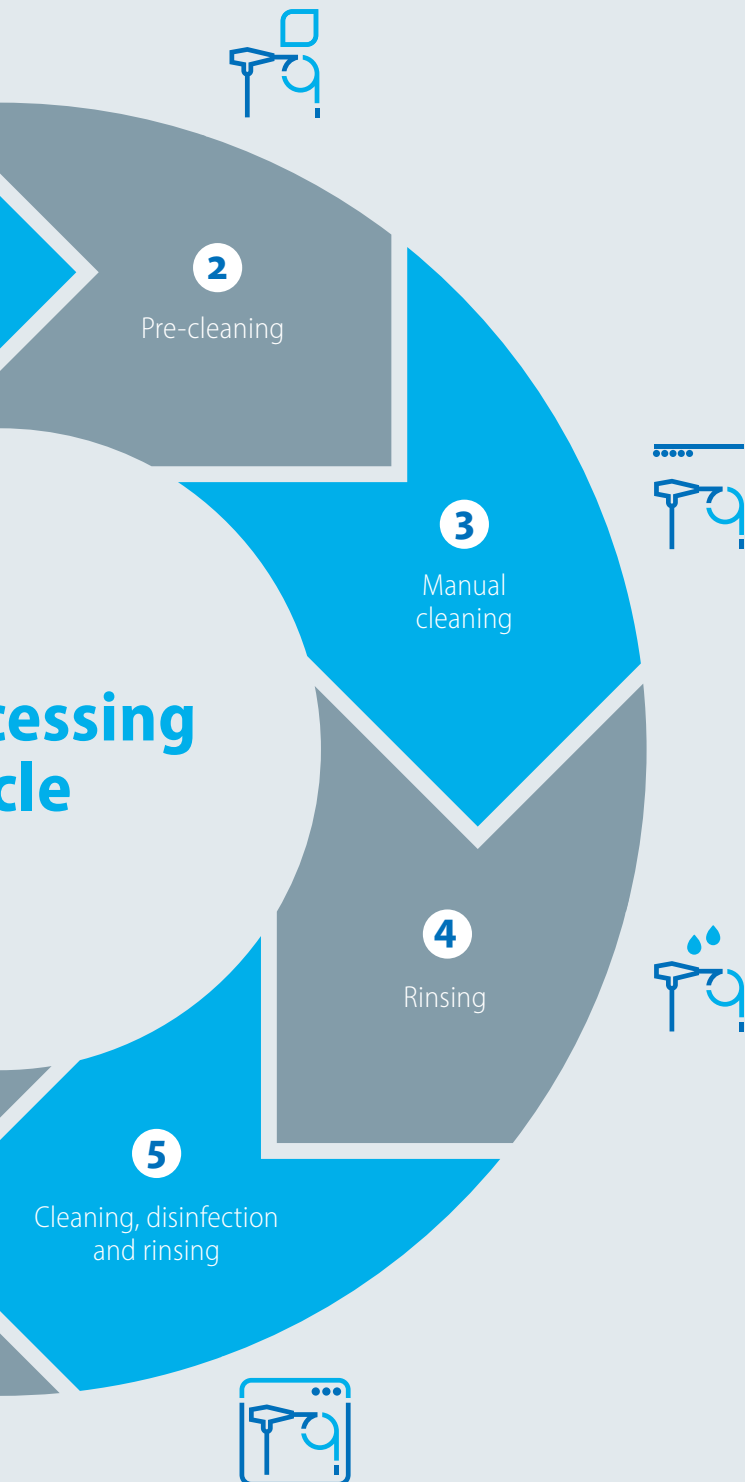 2
Pre-cleaning
3
Manual
cleaning
cessing
cle
4
Rinsing
5
Cleaning, disinfection
and rinsing